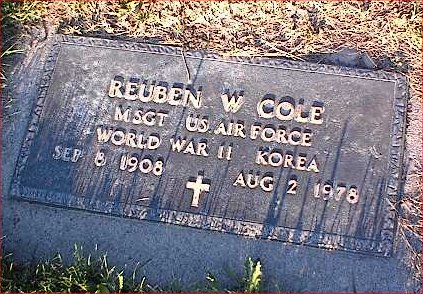 REUBEN W COLE
MSGT US AIR FORCE
WORLD WAR II KOREA
SEP 8 1908 AUG 2 1978